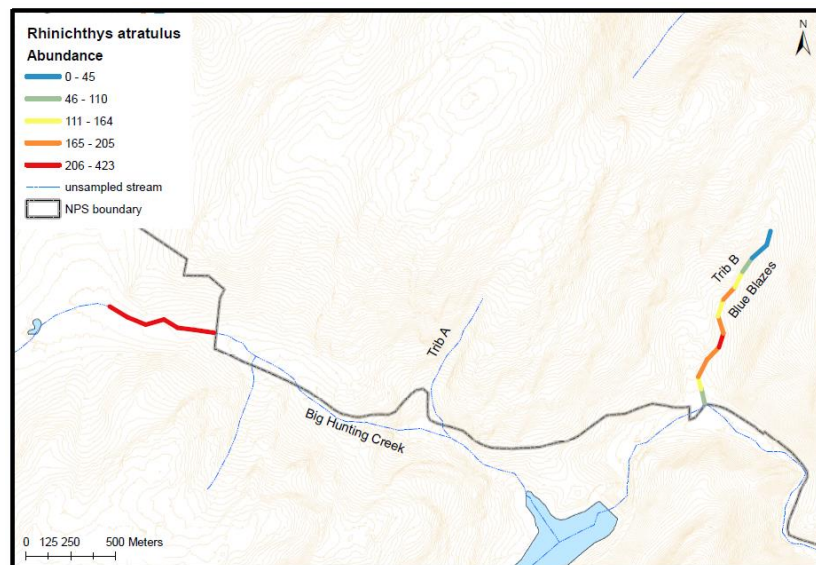 Rhinichthys atratulus
Abundance
0 - 45
46 - 110
111 - 164
165 - 205
206 - 423
unsampled stream
NPS boundary
N
Trib B
Blue Blazes
Trib A
Big Hunting Creek
0 125 250 500 Meters